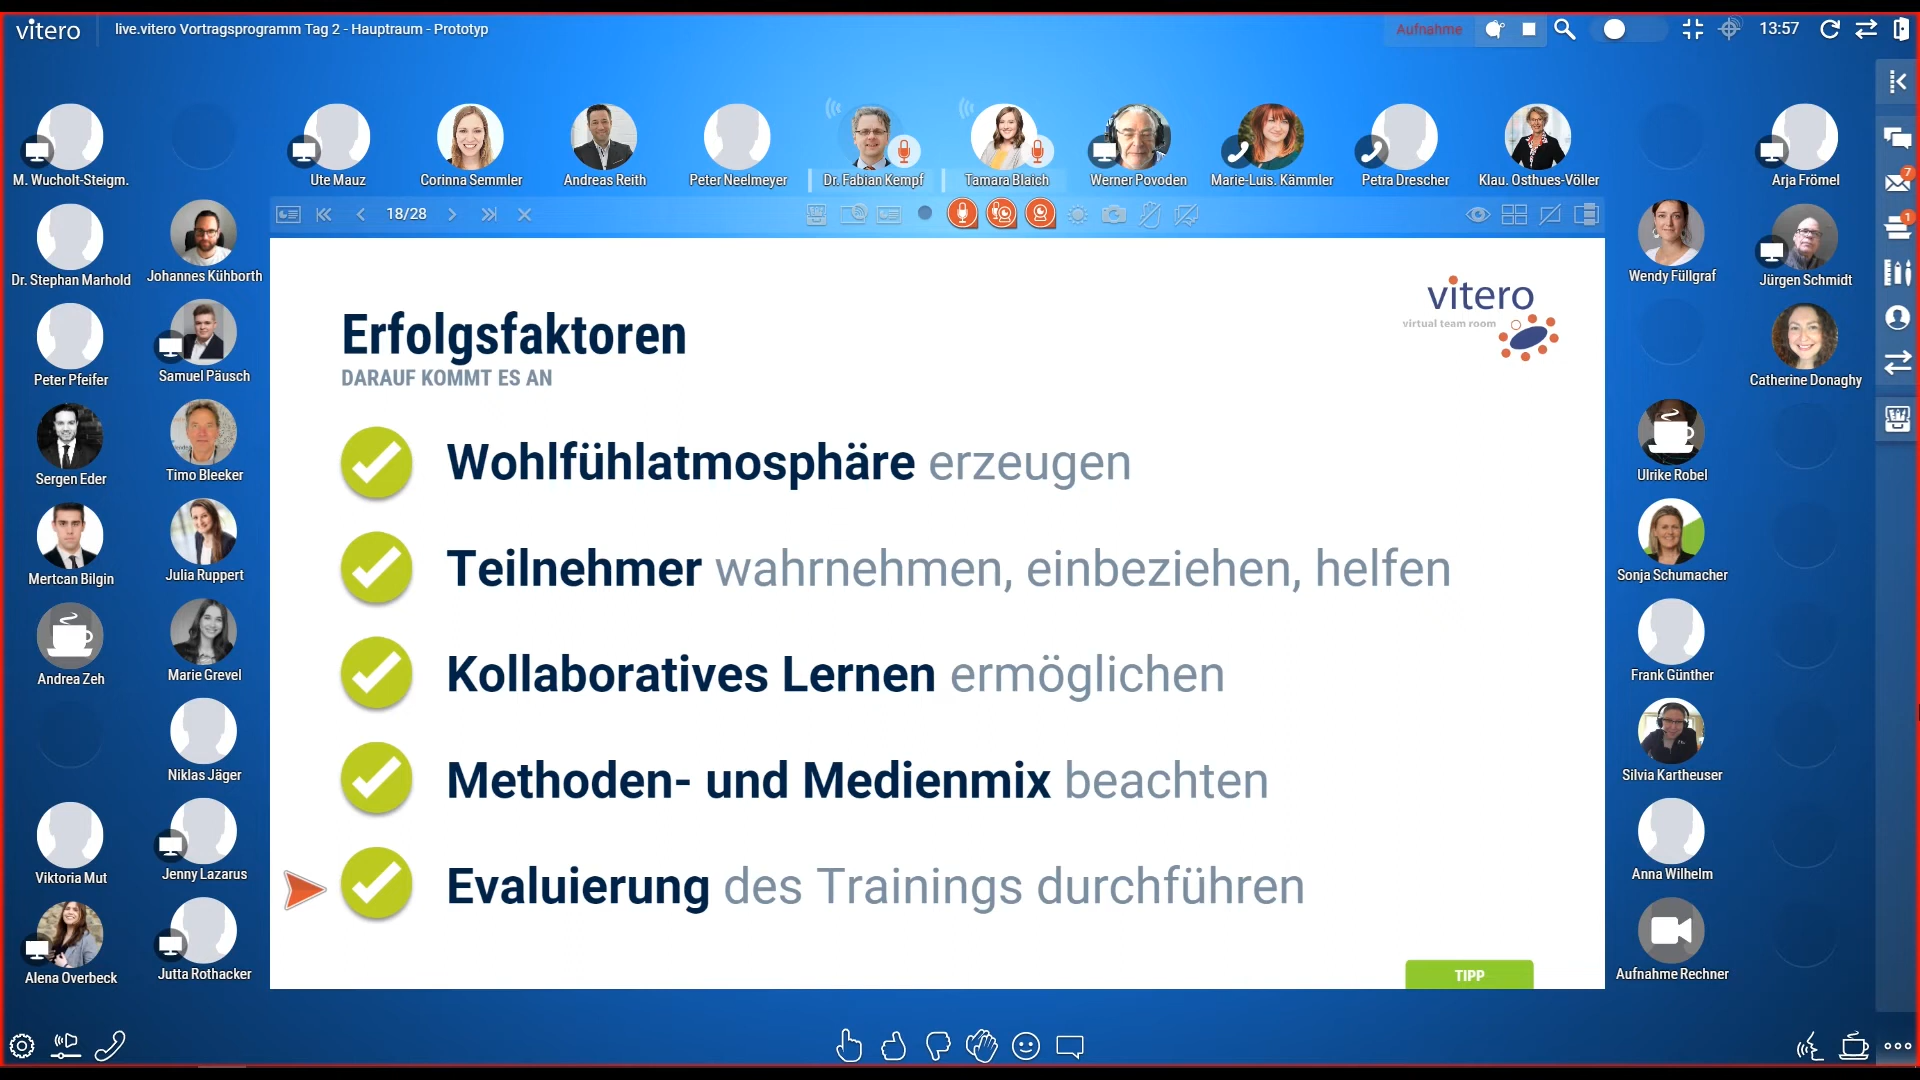 vitero
live.vitero Vortragsprogramm Tag 2 - Hauptraum - Prototyp
Aufnahme
13:57
M. Wucholt-Steigm.
Ute Mauz
Corinna Semmler
Andreas Reith
Peter Neelmeyer
Dr. Fabian Kempf
Tamara Blaich
Werner Povoden
Marie-Luis. Kämmler
Petra Drescher
Klau. Osthues-Völler
Arja Frömel
7
18/28
1
Dr. Stephan Marhold
Johannes Kühborth
Wendy Füllgraf
Jürgen Schmidt
Peter Pfeifer
Samuel Päusch
Catherine Donaghy
Sergen Eder
Timo Bleeker
Ulrike Robel
Mertcan Bilgin
Julia Ruppert
Sonja Schumacher
Andrea Zeh
Marie Grevel
Frank Günther
Niklas Jäger
Silvia Kartheuser
Viktoria Mut
Jenny Lazarus
Anna Wilhelm
Alena Overbeck
Jutta Rothacker
Aufnahme Rechner
vitero
virtual team room
Erfolgsfaktoren
DARAUF KOMMT ES AN
Wohlfühlatmosphäre erzeugen
Teilnehmer wahrnehmen, einbeziehen, helfen
Kollaboratives Lernen ermöglichen
Methoden- und Medienmix beachten
Evaluierung des Trainings durchführen
TIPP